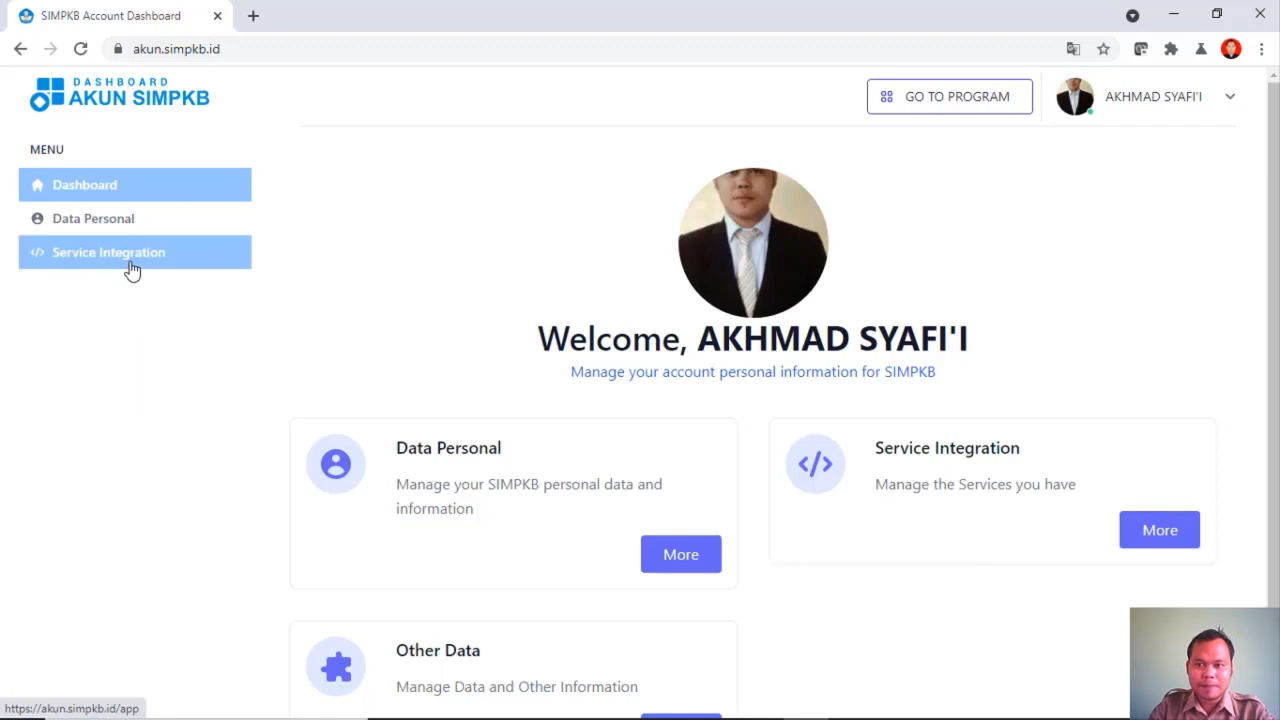 SIMPKB Account Dashboard
akun.simpkb.id
DASHBOARD
AKUN SIMPKB
GO TO PROGRAM
AKHMAD SYAFI'I
MENU
Dashboard
Data Personal
Service Integration
Welcome, AKHMAD SYAFI'I
Manage your account personal information for SIMPKB
Data Personal
Manage your SIMPKB personal data and
information
More
Service Integration
Manage the Services you have
More
Other Data
Manage Data and Other Information
https://akun.simpkb.id/app